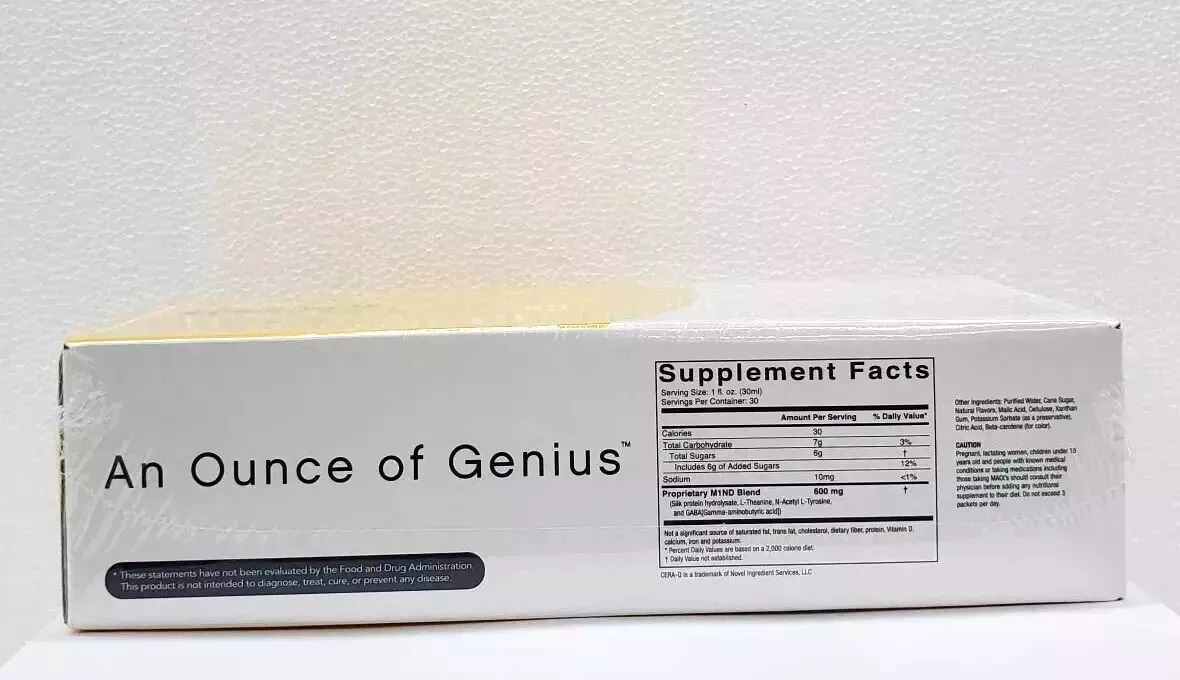 An Ounce of Genius™
* These statements have not been evaluated by the Food and Drug Administration.
This product is not intended to diagnose, treat, cure, or prevent any disease.
Supplement Facts
Serving Size: 1 fl. oz. (30ml)
Servings Per Container: 30
Amount Per Serving % Daily Value*
Calories 30
Total Carbohydrate 7g 3%
Total Sugars 6g †
Includes 6g of Added Sugars 12%
Sodium 10mg <1%
Proprietary M1ND Blend 600 mg †
(Silk protein hydrolysate, L-Theanine, N-Acetyl L-Tyrosine,
and GABA[Gamma-aminobutyric acid])
Not a significant source of saturated fat, trans fat, cholesterol, dietary fiber, protein, Vitamin D,
calcium, iron and potassium.
* Percent Daily Values are based on a 2,000 calorie diet.
† Daily Value not established.
CERA-Q is a trademark of Novel Ingredient Services, LLC
Other Ingredients: Purified Water, Cane Sugar,
Natural Flavors, Malic Acid, Cellulose, Xanthan
Gum, Potassium Sorbate (as a preservative),
Citric Acid, Beta-carotene (for color).
CAUTION
Pregnant, lactating women, children under 18
years old and people with known medical
conditions or taking medications including
those taking MAOI's should consult their
physician before adding any nutritional
supplement to their diet. Do not exceed 3
packets per day.